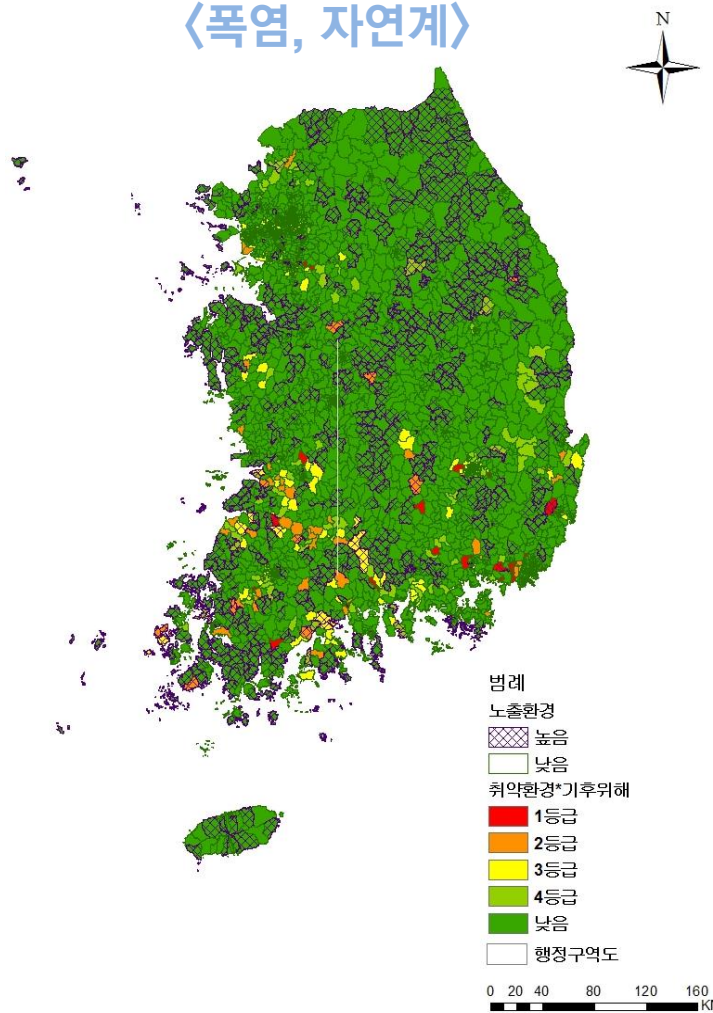 〈폭염, 자연계〉
N
범례
노출환경
높음
낮음
취약환경*기후위해
1등급
2등급
3등급
4등급
낮음
행정구역도
0 20 40 80 120 160
KM